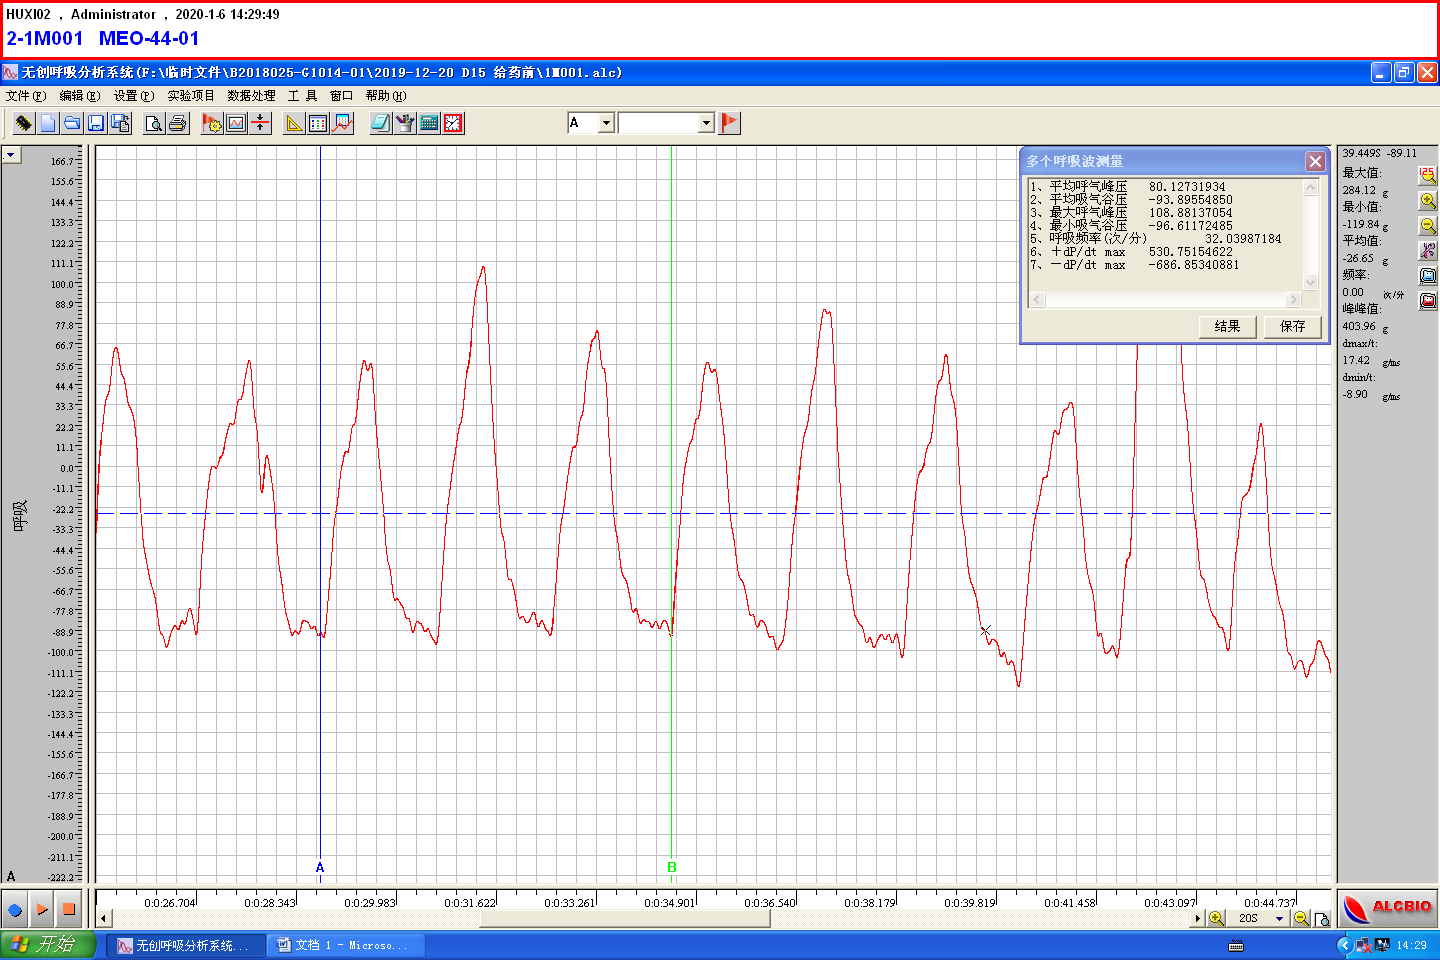 HUXI02 , Administrator , 2020-1-6 14:29:49
2-1M001 MEO-44-01
无创呼吸分析系统(F:\临时文件\B2018025-G1014-01\2019-12-20 D15 给药前\1M001.alc)
文件(F) 编辑(E) 设置(P) 实验项目 数据处理 工 具 窗口 帮助(H)
A
166.7
155.6
144.4
133.3
122.2
111.1
100.0
88.9
77.8
66.7
55.6
44.4
33.3
22.2
11.1
0.0
-11.1
-22.2
-33.3
-44.4
-55.6
-66.7
-77.8
-88.9
-100.0
-111.1
-122.2
-133.3
-144.4
-155.6
-166.7
-177.8
-188.9
-200.0
-211.1
-222.2
呼吸
A
A
B
多个呼吸波测量
1、平均呼气峰压 80.12731934
2、平均吸气谷压 -93.89554850
3、最大呼气峰压 108.88137054
4、最小吸气谷压 -96.61172485
5、呼吸频率(次/分) 32.03987184
6、＋dP/dt max 530.75154622
7、－dP/dt max -686.85340881
结果 保存
39.449S -89.11
最大值:
284.12 g
最小值:
-119.84 g
平均值:
-26.65 g
频率:
0.00 次/分
峰峰值:
403.96 g
dmax/t:
17.42 g/ms
dmin/t:
-8.90 g/ms
125
0:0:26.704 0:0:28.343 0:0:29.983 0:0:31.622 0:0:33.261 0:0:34.901 0:0:36.540 0:0:38.179 0:0:39.819 0:0:41.458 0:0:43.097 0:0:44.737
20S
ALCBIO
开始 无创呼吸分析系统... 文档 1 - Microso... 14:29